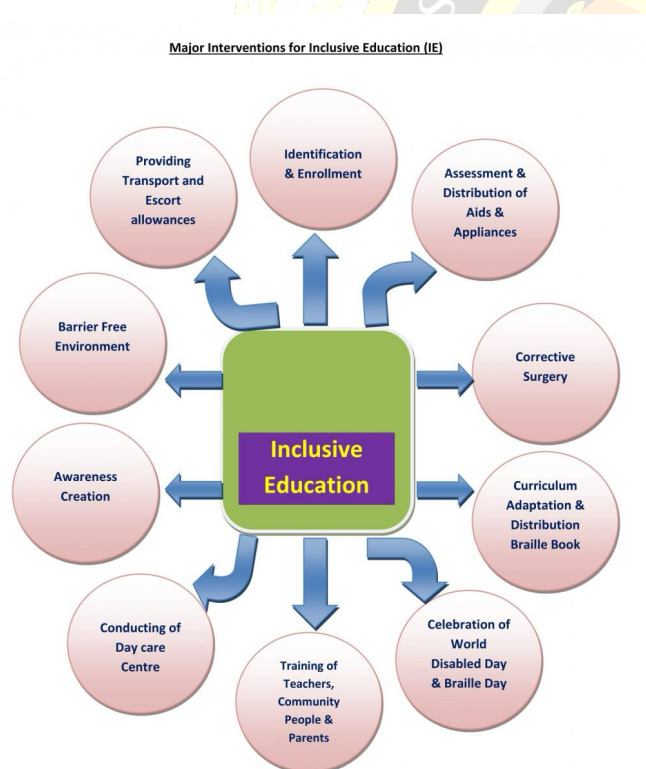 Major Interventions for Inclusive Education (IE)
Identification
& Enrollment
Assessment &
Distribution of
Aids &
Appliances
Corrective
Surgery
Curriculum
Adaptation &
Distribution
Braille Book
Celebration of
World
Disabled Day
& Braille Day
Training of
Teachers,
Community
People &
Parents
Conducting of
Day care
Centre
Awareness
Creation
Barrier Free
Environment
Providing
Transport and
Escort
allowances
Inclusive
Education